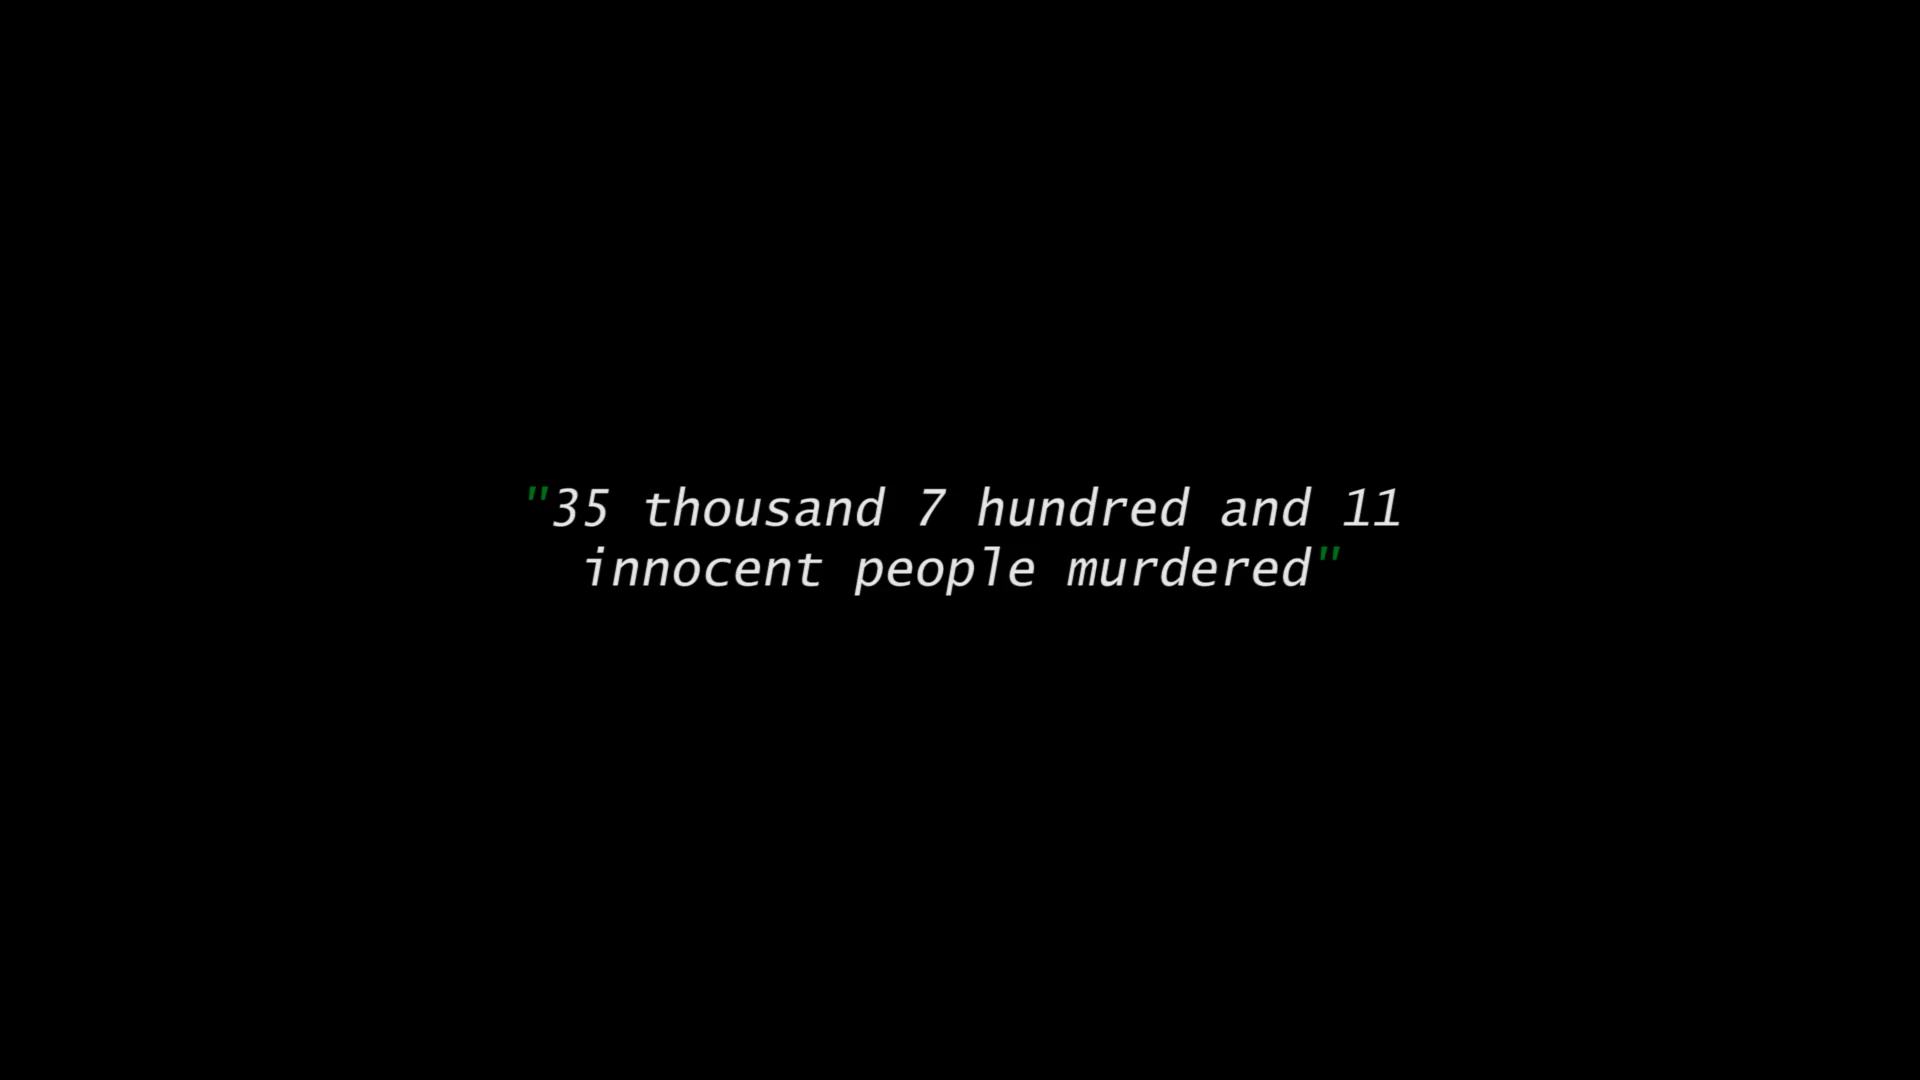 "35 thousand 7 hundred and 11
innocent people murdered"